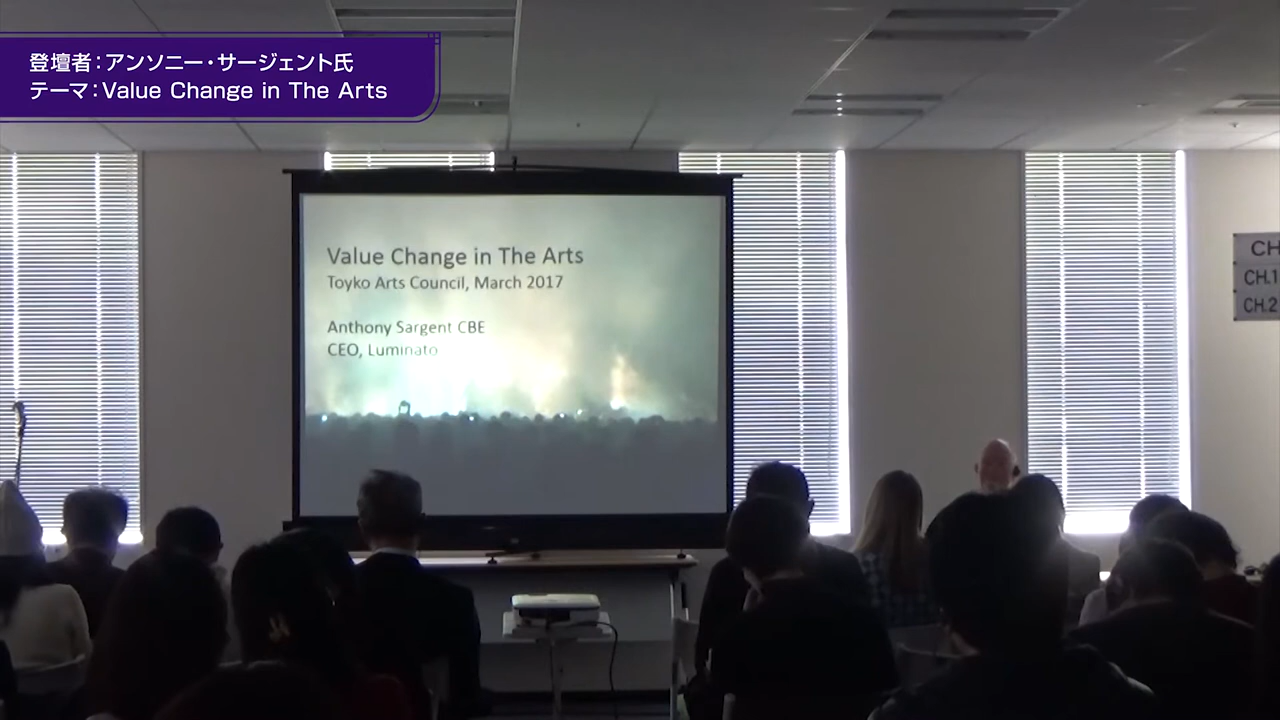 登壇者：アンソニー・サージェント氏
テーマ：Value Change in The Arts
Value Change in The Arts
Toyko Arts Council, March 2017
Anthony Sargent CBE
CEO, Luminato
CH
CH.1
CH.2